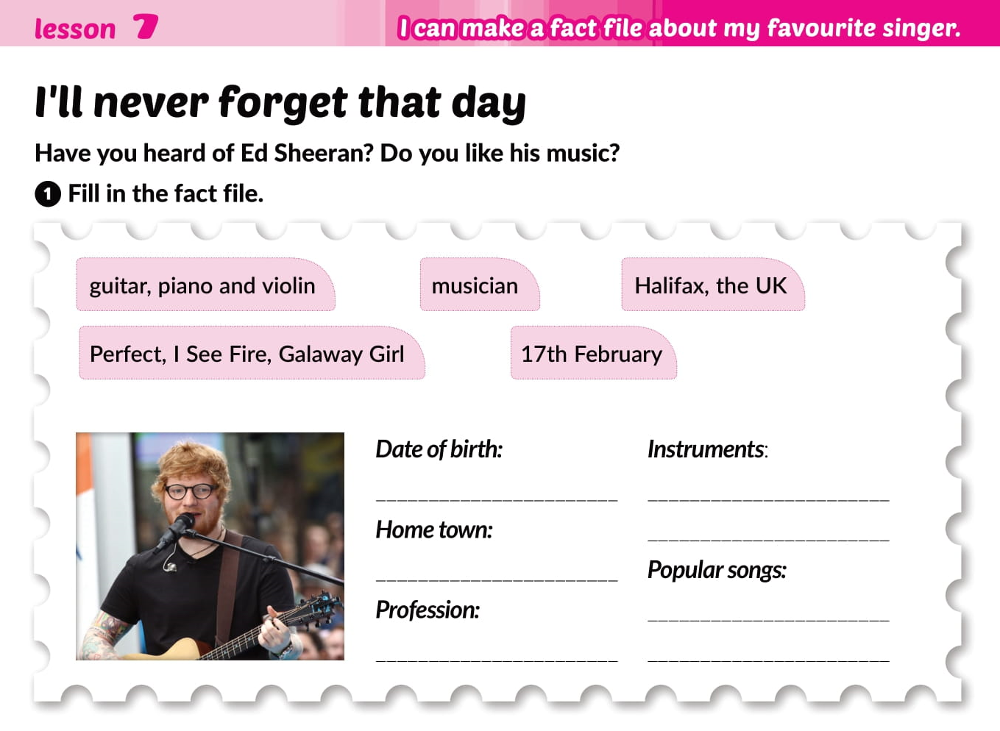 lesson 7
I can make a fact file about my favourite singer.
I'll never forget that day
Have you heard of Ed Sheeran? Do you like his music?
1 Fill in the fact file.
guitar, piano and violin
musician
Halifax, the UK
Perfect, I See Fire, Galaway Girl
17th February
Date of birth:
Home town:
Profession:
Instruments:
Popular songs: